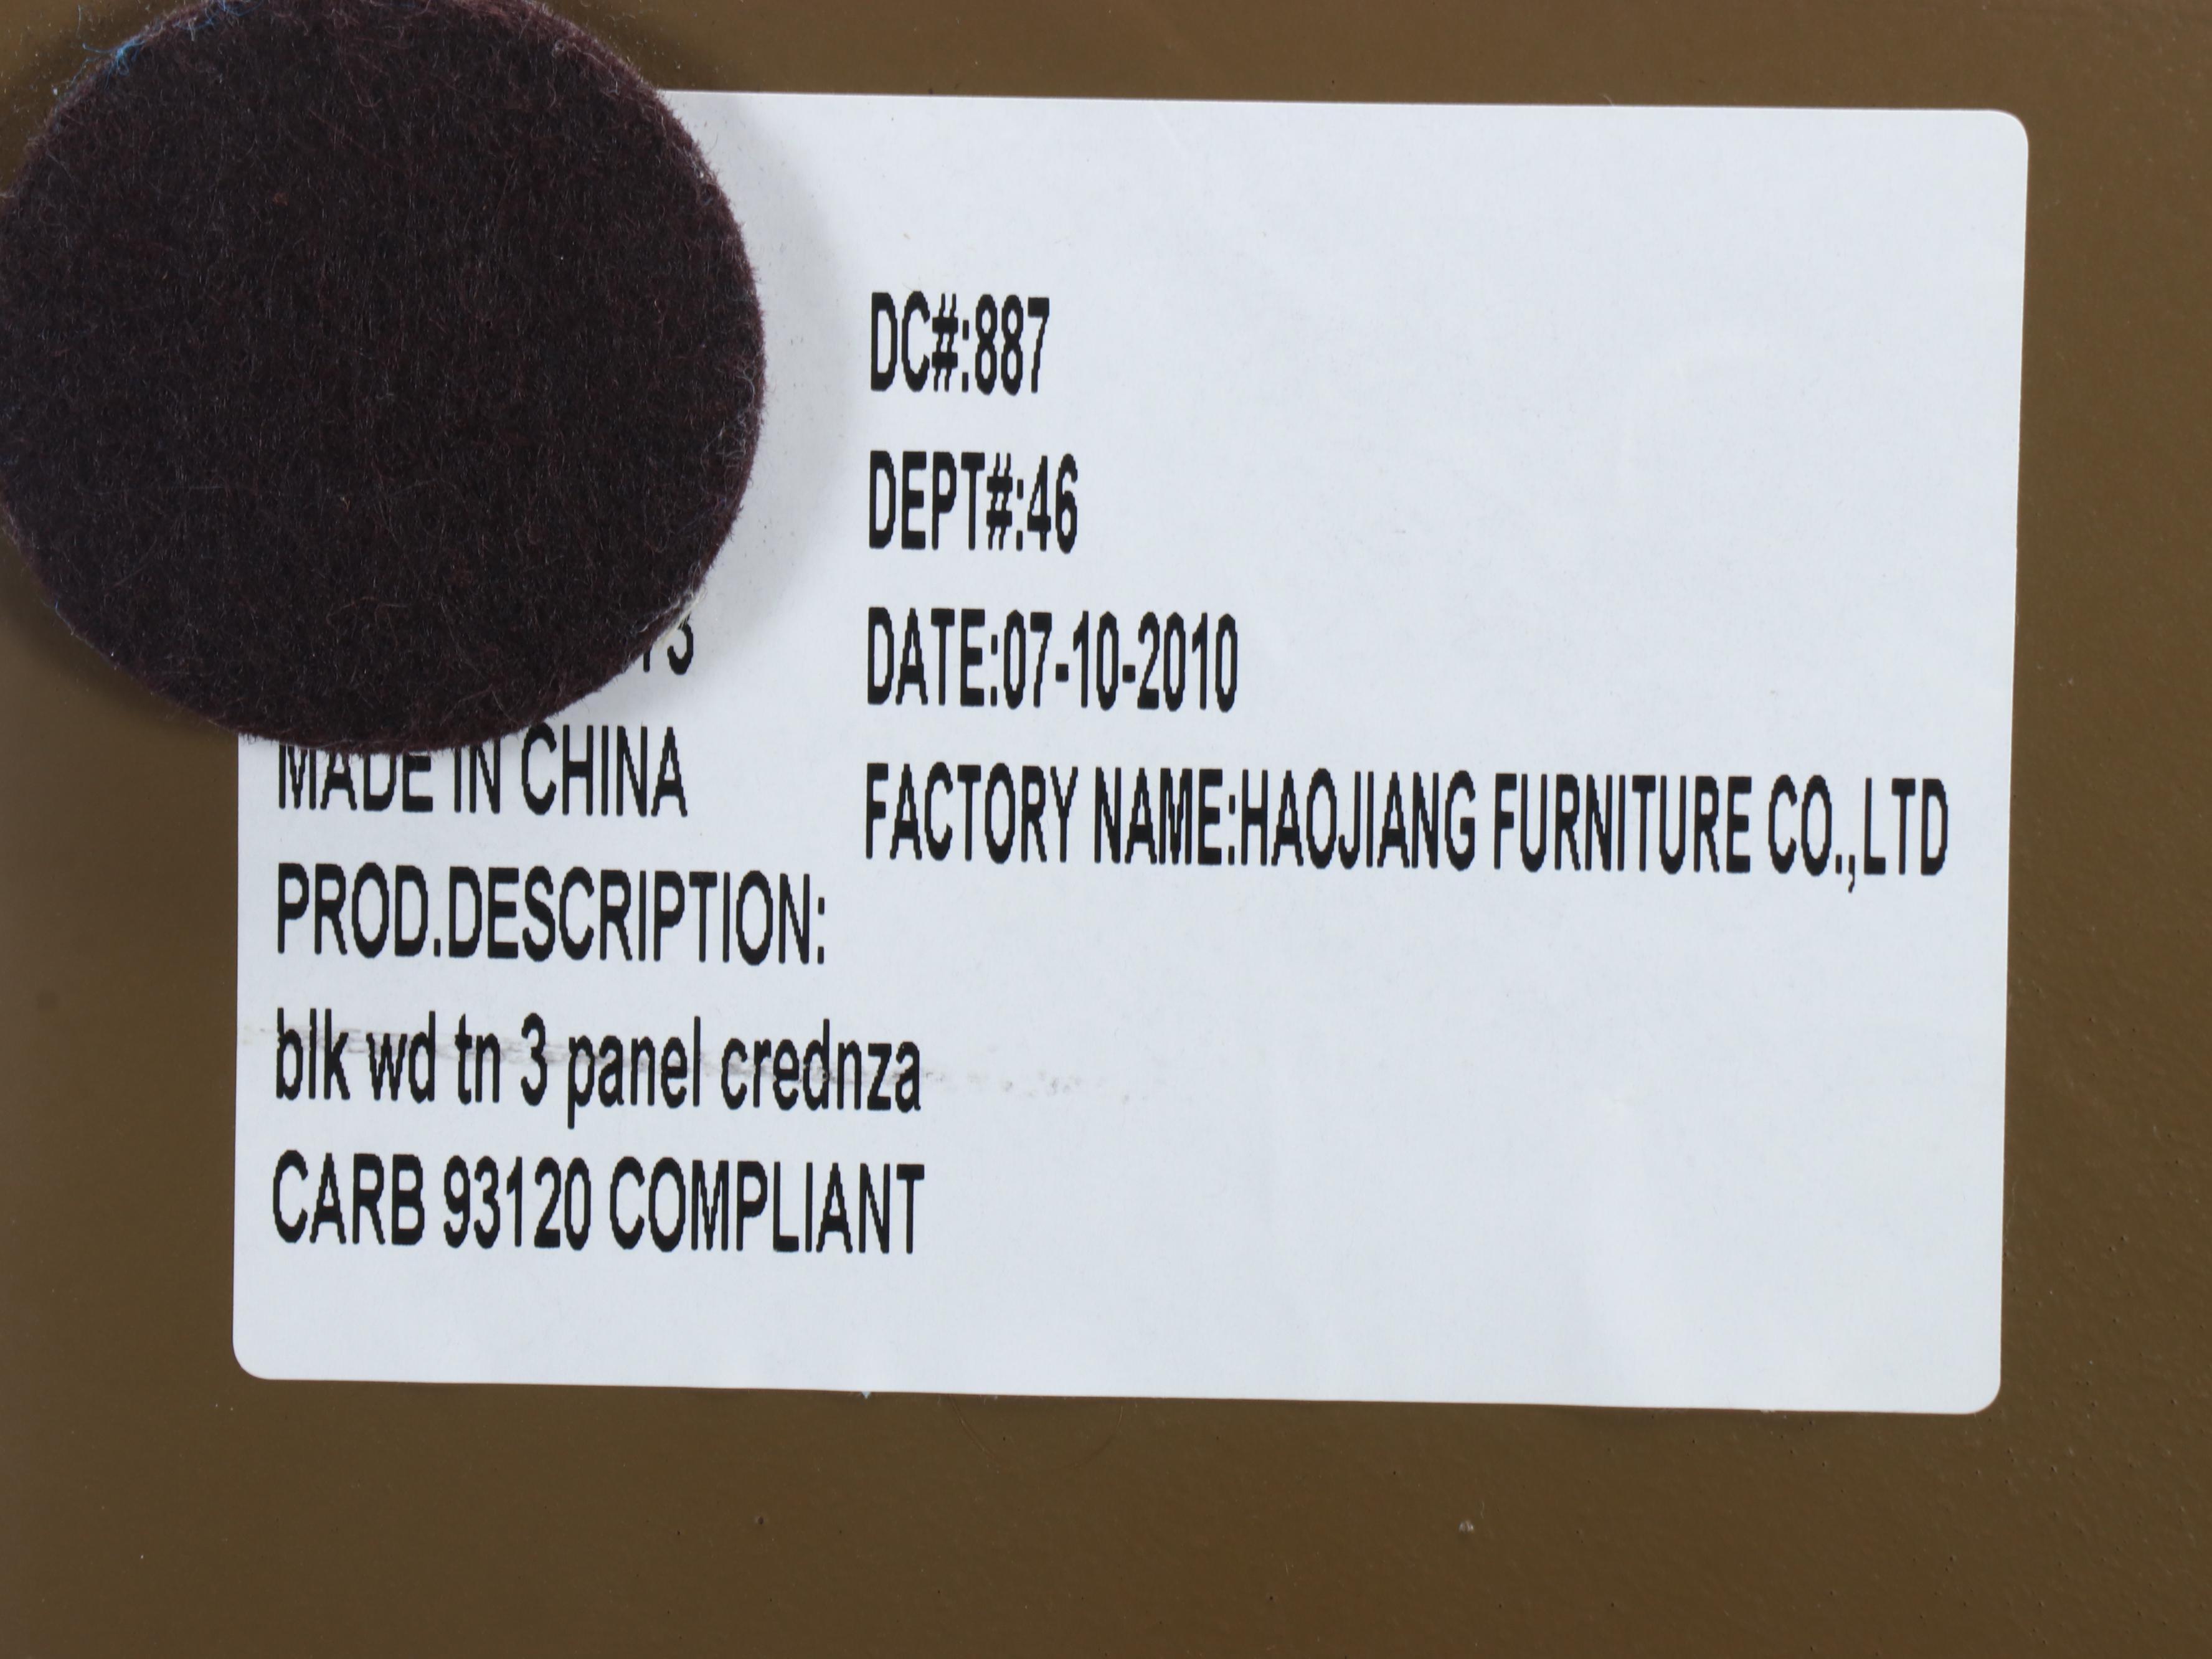 DC#:887
DEPT#:46
DATE:07-10-2010
FACTORY NAME:HAOJIANG FURNITURE CO.,LTD
MADE IN CHINA
PROD.DESCRIPTION:
blk wd tn 3 panel crednza
CARB 93120 COMPLIANT